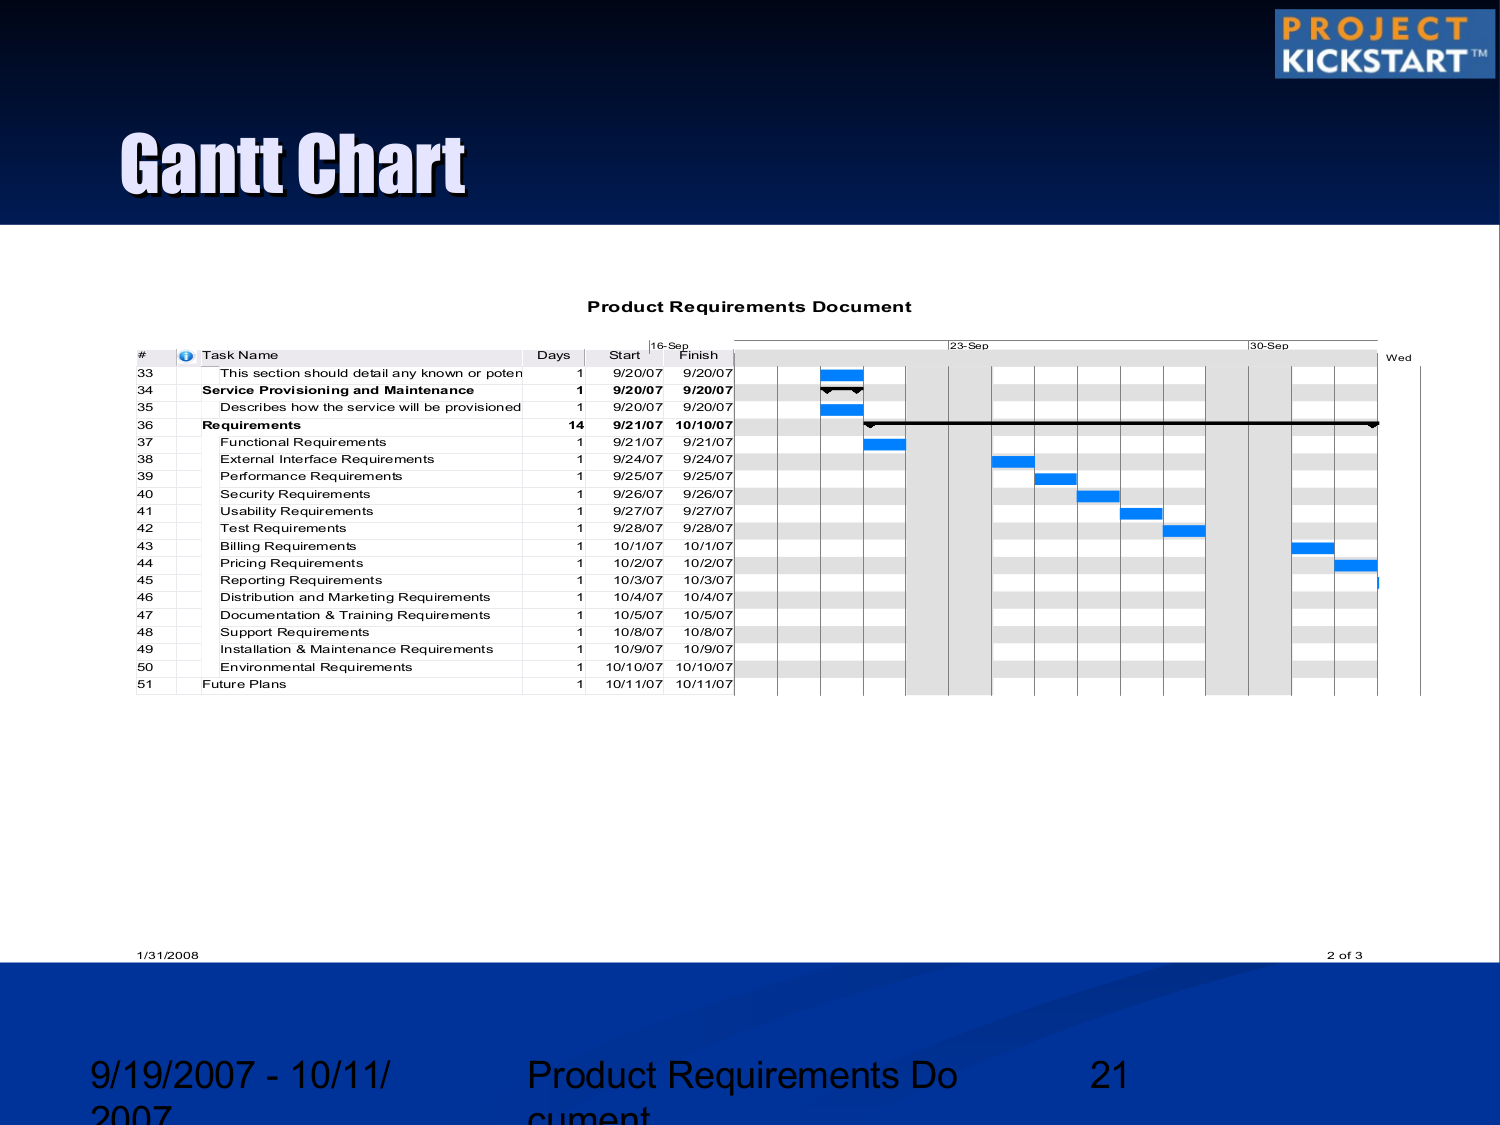 PROJECT
KICKSTART™
Gantt Chart
Product Requirements Document
16-Sep 23-Sep 30-Sep
# Task Name Days Start Finish Wed
33 This section should detail any known or poten 1 9/20/07 9/20/07
34 Service Provisioning and Maintenance 1 9/20/07 9/20/07
35 Describes how the service will be provisioned 1 9/20/07 9/20/07
36 Requirements 14 9/21/07 10/10/07
37 Functional Requirements 1 9/21/07 9/21/07
38 External Interface Requirements 1 9/24/07 9/24/07
39 Performance Requirements 1 9/25/07 9/25/07
40 Security Requirements 1 9/26/07 9/26/07
41 Usability Requirements 1 9/27/07 9/27/07
42 Test Requirements 1 9/28/07 9/28/07
43 Billing Requirements 1 10/1/07 10/1/07
44 Pricing Requirements 1 10/2/07 10/2/07
45 Reporting Requirements 1 10/3/07 10/3/07
46 Distribution and Marketing Requirements 1 10/4/07 10/4/07
47 Documentation & Training Requirements 1 10/5/07 10/5/07
48 Support Requirements 1 10/8/07 10/8/07
49 Installation & Maintenance Requirements 1 10/9/07 10/9/07
50 Environmental Requirements 1 10/10/07 10/10/07
51 Future Plans 1 10/11/07 10/11/07
1/31/2008 2 of 3
9/19/2007 - 10/11/
2007
Product Requirements Do
cument
21